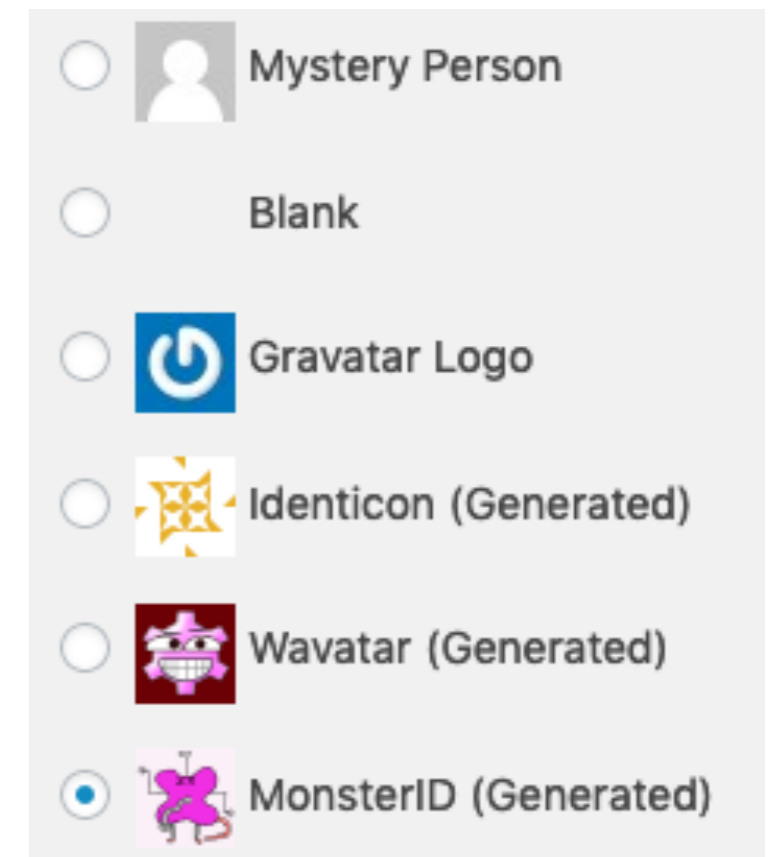 Mystery Person
Blank
Gravatar Logo
Identicon (Generated)
Wavatar (Generated)
MonsterID (Generated)